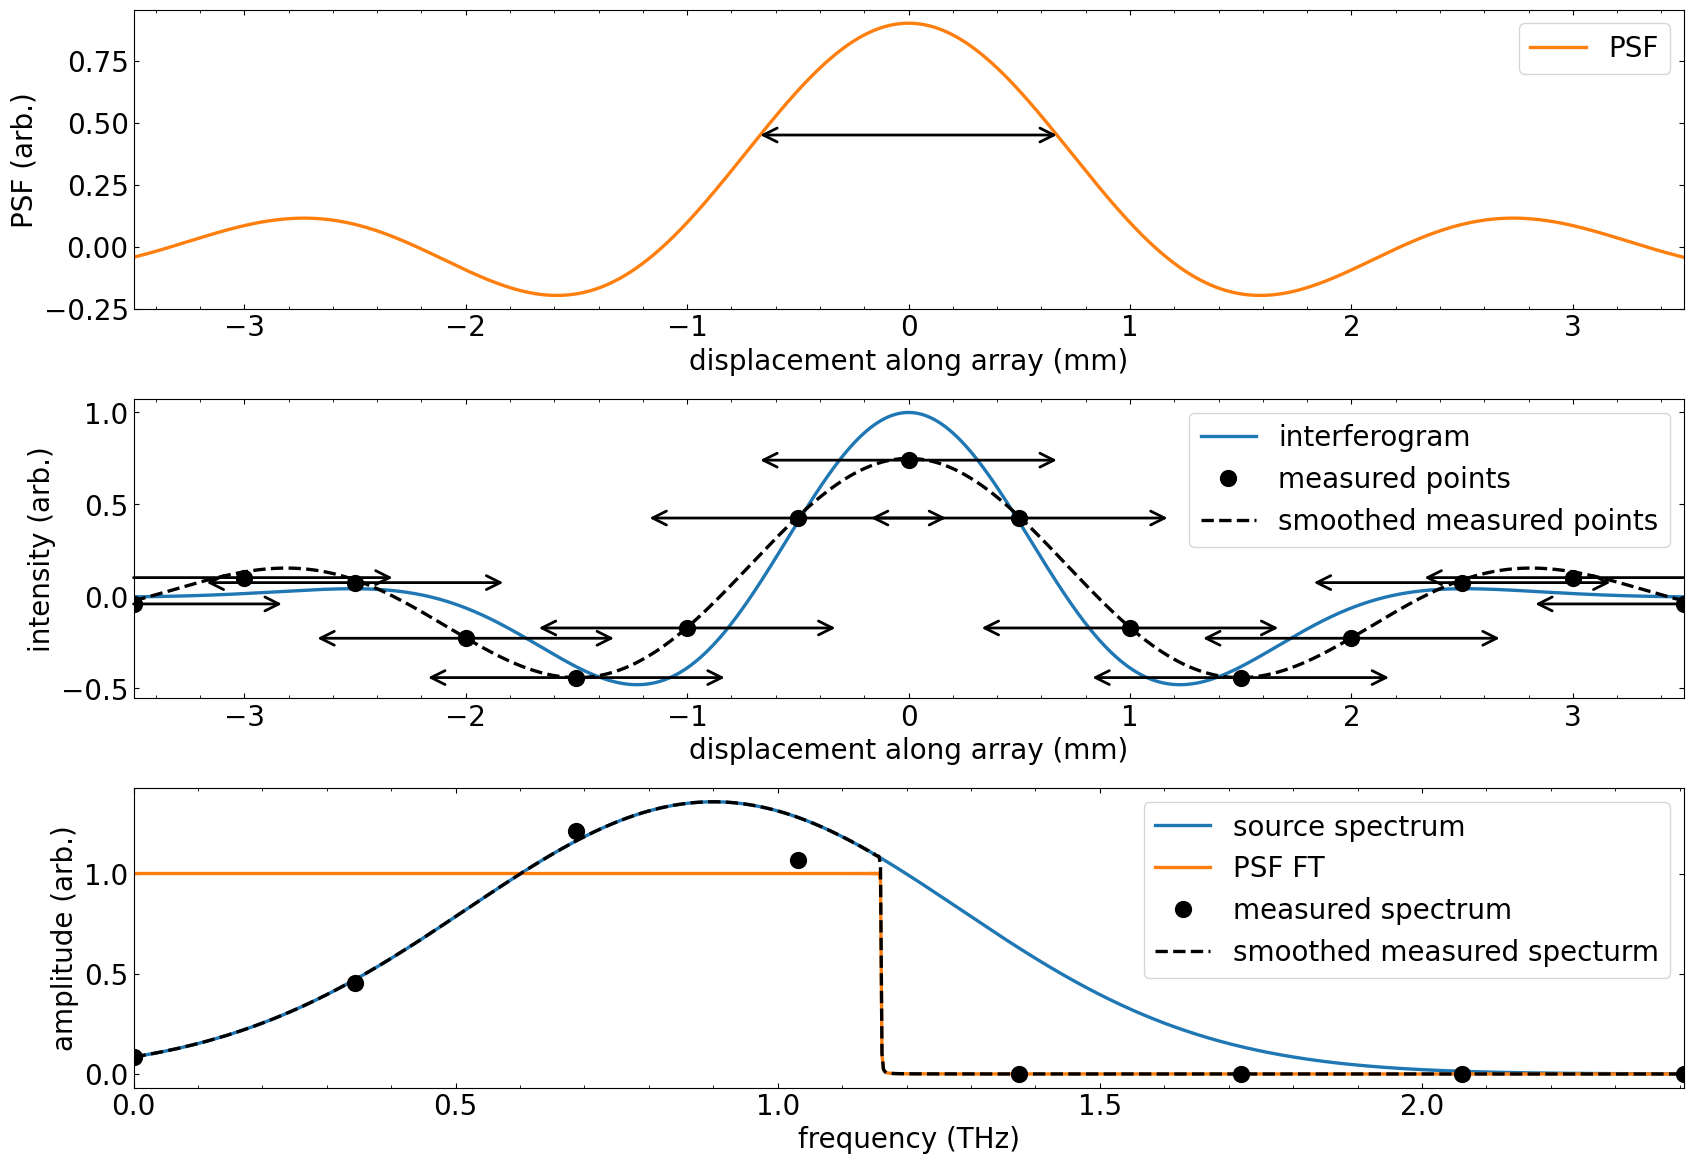 PSF (arb.)
0.75
0.50
0.25
0.00
−0.25
PSF
−3 −2 −1 0 1 2 3
displacement along array (mm)
intensity (arb.)
1.0
0.5
0.0
−0.5
interferogram
measured points
smoothed measured points
−3 −2 −1 0 1 2 3
displacement along array (mm)
amplitude (arb.)
1.0
0.5
0.0
source spectrum
PSF FT
measured spectrum
smoothed measured specturm
0.0 0.5 1.0 1.5 2.0
frequency (THz)